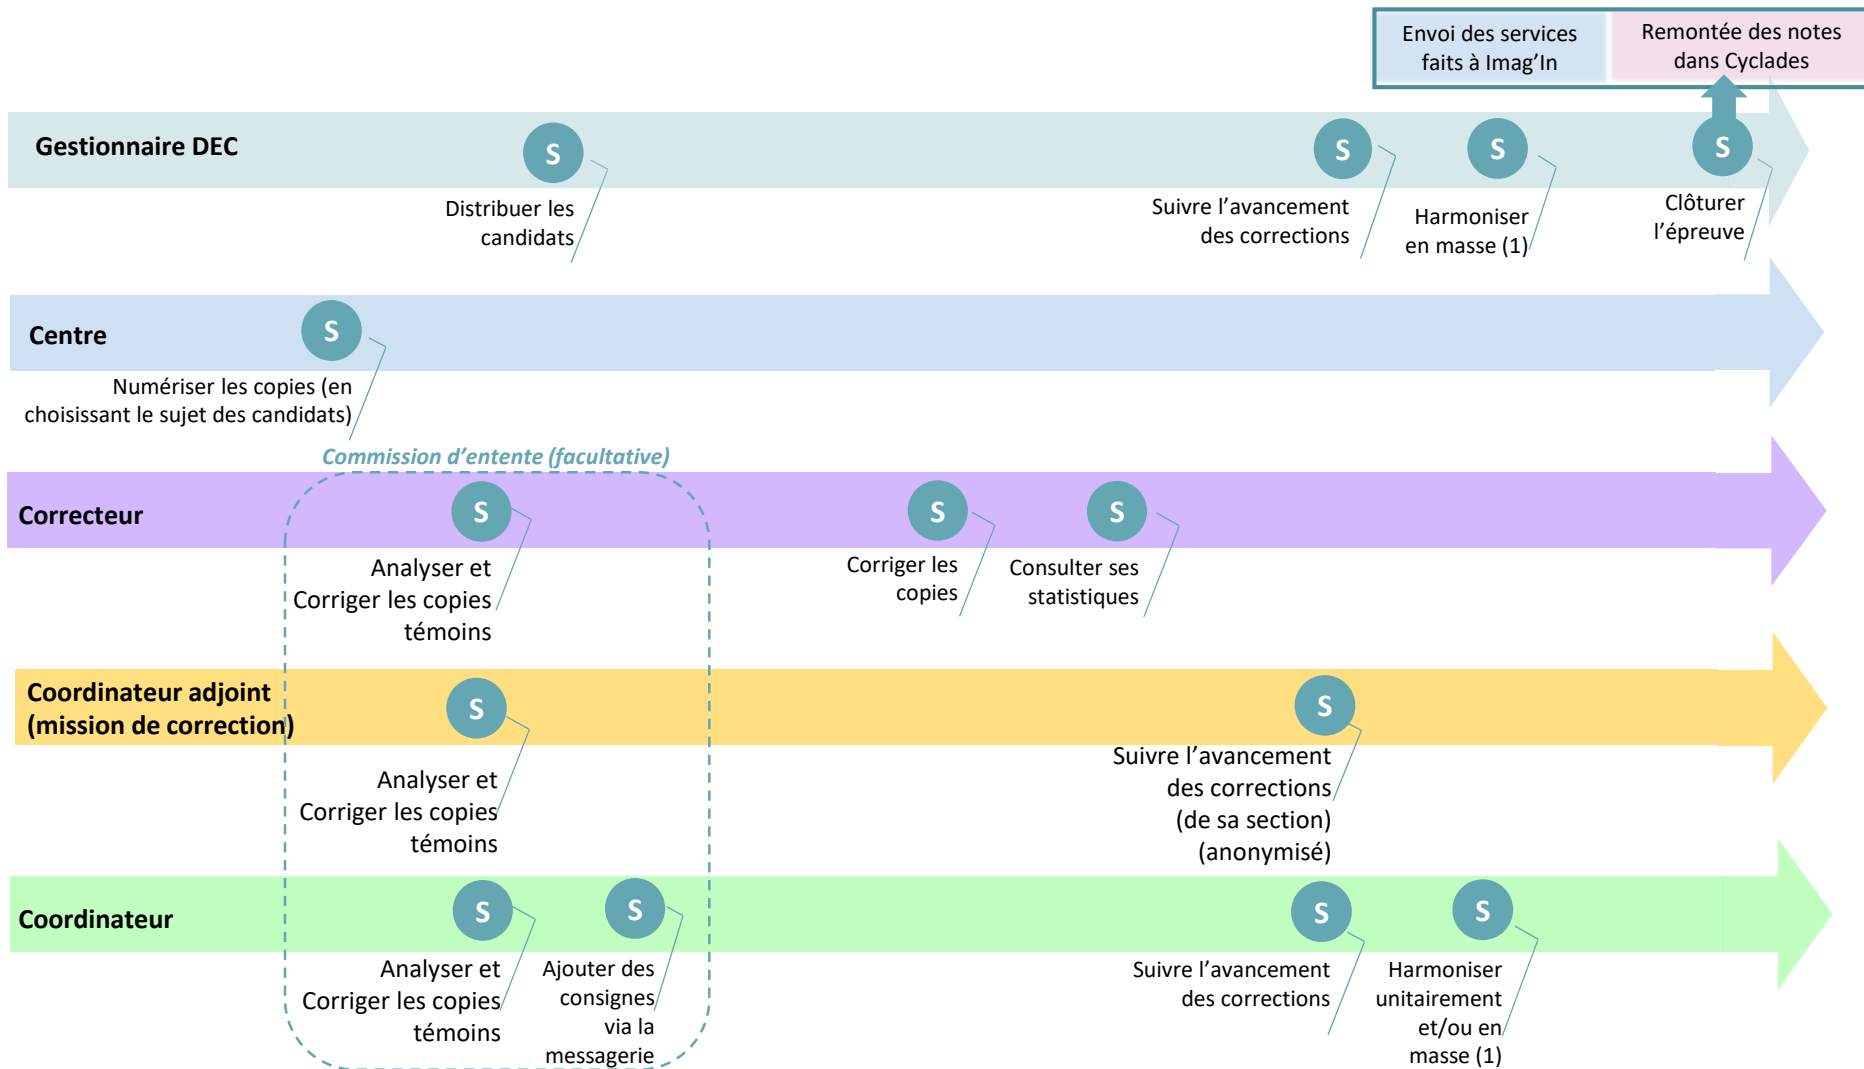 Envoi des services
faits à Imag'In
Remontée des notes
dans Cyclades
Gestionnaire DEC
S
S
S
S
Distribuer les
candidats
Suivre l'avancement
des corrections
Harmoniser
en masse (1)
Clôturer
l'épreuve
Centre
S
Numériser les copies (en
choisissant le sujet des candidats)
Commission d'entente (facultative)
Correcteur
S
S
S
Analyser et
Corriger les copies
témoins
Corriger les
copies
Consulter ses
statistiques
Coordinateur adjoint
(mission de correction)
S
S
Analyser et
Corriger les copies
témoins
Suivre l'avancement
des corrections
(de sa section)
(anonymisé)
Coordinateur
S
S
S
S
Analyser et
Corriger les copies
témoins
Ajouter des
consignes
via la
messagerie
Suivre l'avancement
des corrections
Harmoniser
unitairement
et/ou en
masse (1)